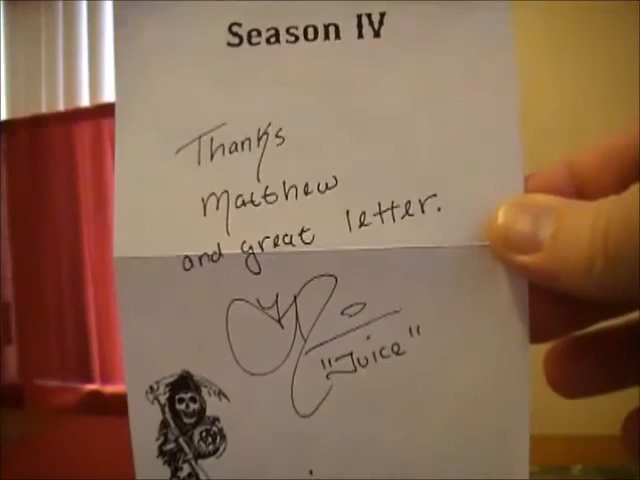 Season IV
Thanks
Matthew
and great letter.
"Juice"